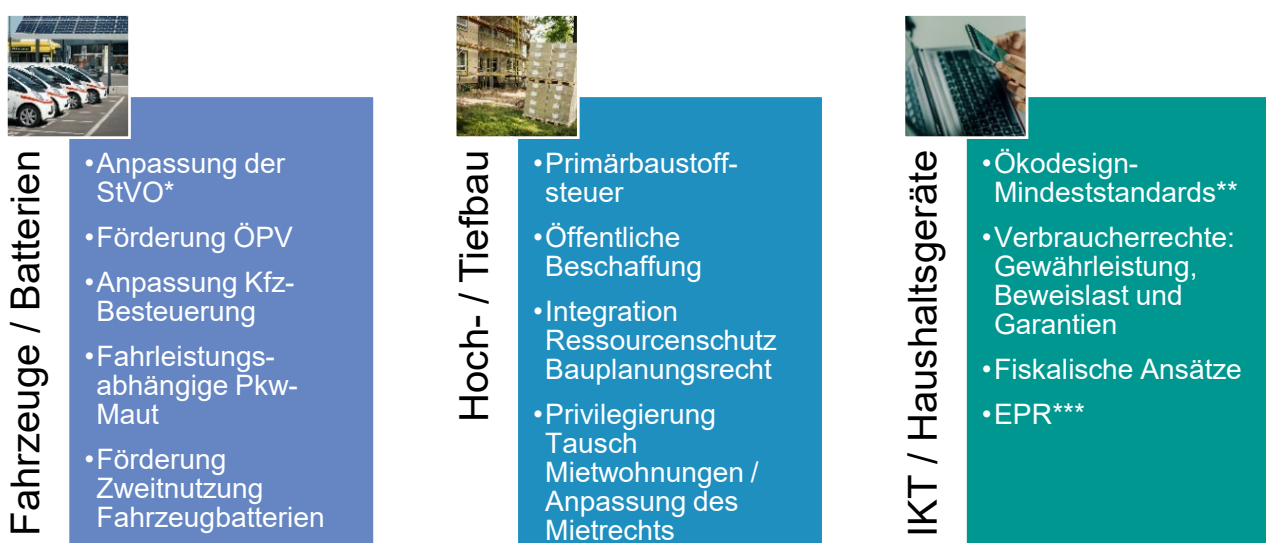 Fahrzeuge / Batterien
•Anpassung der
StVO*
•Förderung ÖPV
•Anpassung Kfz-
Besteuerung
•Fahrleistungs-
abhängige Pkw-
Maut
•Förderung
Zweitnutzung
Fahrzeugbatterien
Hoch- / Tiefbau
•Primärbaustoff-
steuer
•Öffentliche
Beschaffung
•Integration
Ressourcenschutz
Bauplanungsrecht
•Privilegierung
Tausch
Mietwohnungen /
Anpassung des
Mietrechts
IKT / Haushaltsgeräte
•Ökodesign-
Mindeststandards**
•Verbraucherrechte:
Gewährleistung,
Beweislast und
Garantien
•Fiskalische Ansätze
•EPR***